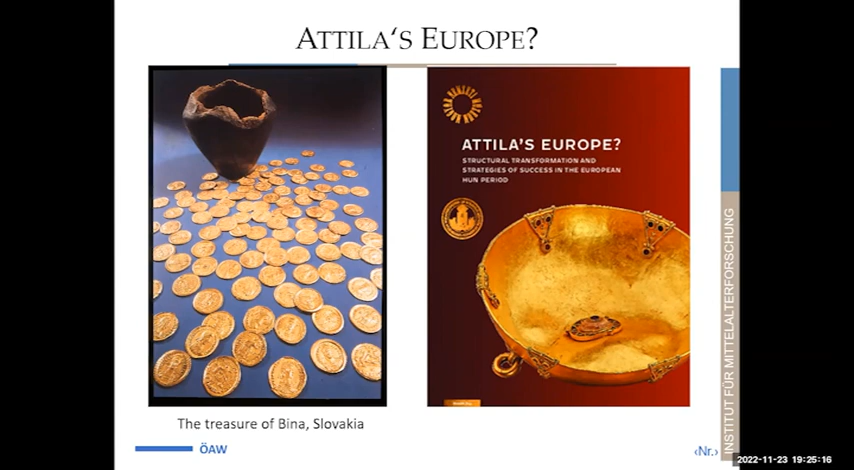 ATTILA'S EUROPE?
ATTILA'S EUROPE?
STRUCTURAL TRANSFORMATION AND
STRATEGIES OF SUCCESS IN THE EUROPEAN
HUN PERIOD
INSTITUT FÜR MITTELALTERFORSCHUNG
The treasure of Bina, Slovakia
ÖAW
‹Nr.›
2022-11-23 19:25:16